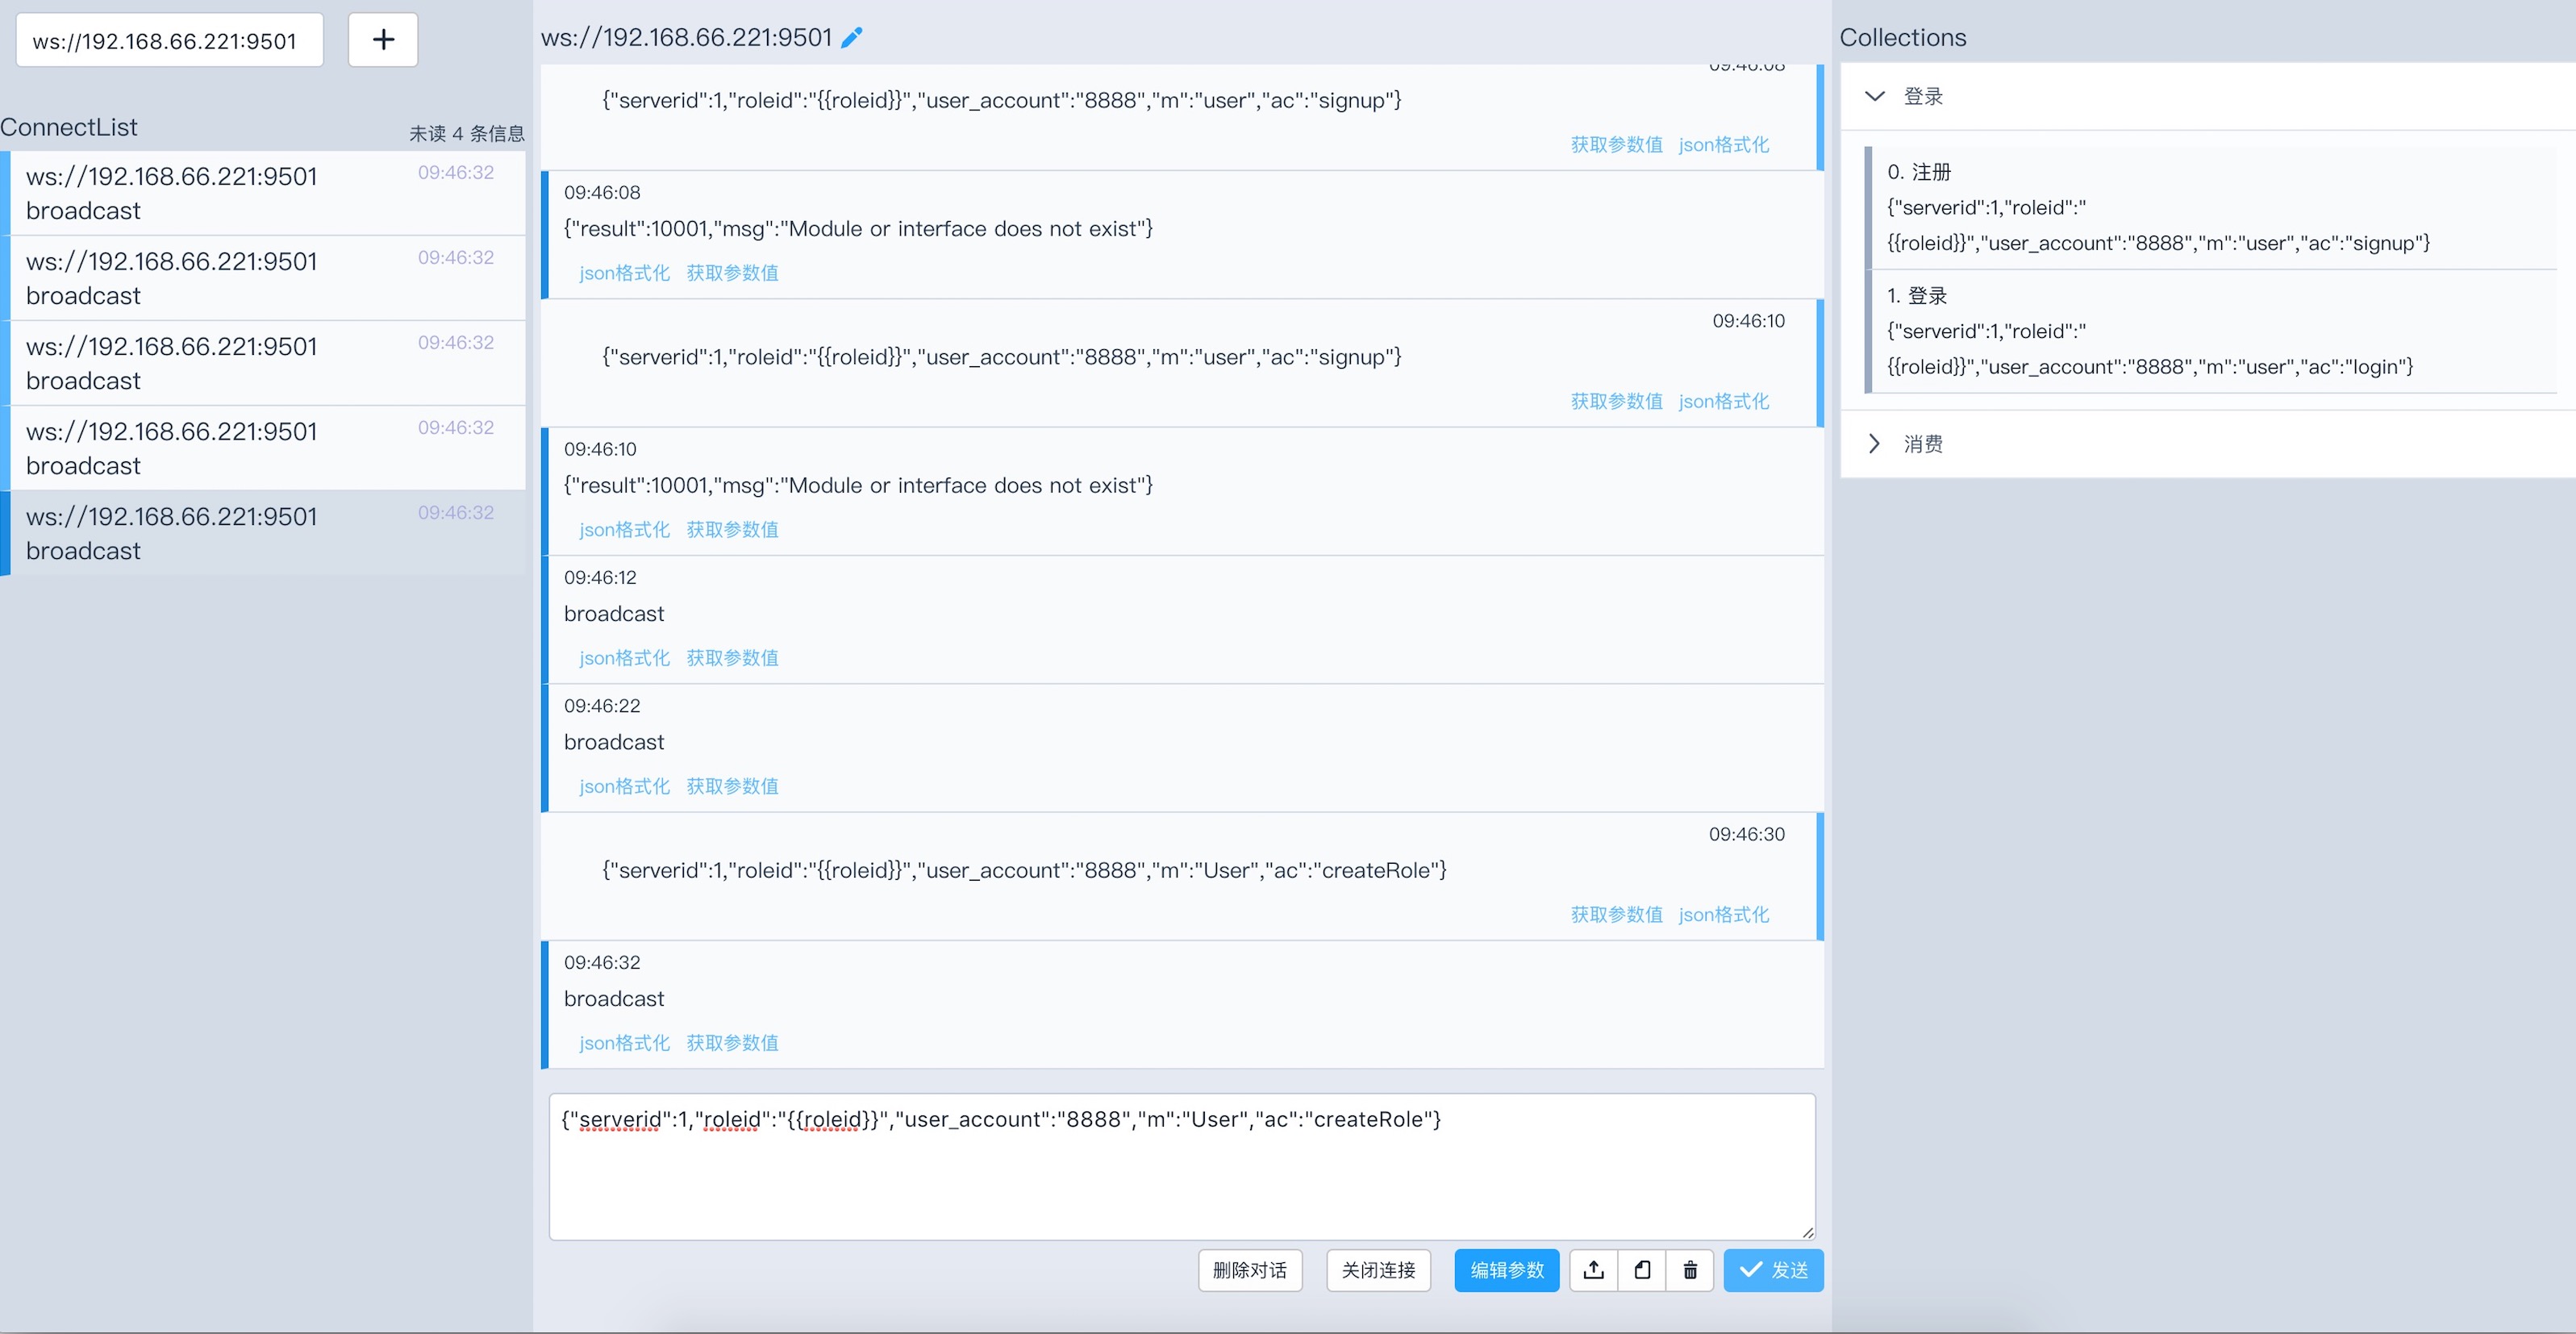 ws://192.168.66.221:9501
ConnectList
未读 4 条信息
ws://192.168.66.221:9501
09:46:32
broadcast
ws://192.168.66.221:9501
09:46:32
broadcast
ws://192.168.66.221:9501
09:46:32
broadcast
ws://192.168.66.221:9501
09:46:32
broadcast
ws://192.168.66.221:9501
09:46:32
broadcast
ws://192.168.66.221:9501
09:46:08
{"serverid":1,"roleid":"{{roleid}}","user_account":"8888","m":"user","ac":"signup"}
获取参数值 json格式化
09:46:08
{"result":10001,"msg":"Module or interface does not exist"}
json格式化 获取参数值
09:46:10
{"serverid":1,"roleid":"{{roleid}}","user_account":"8888","m":"user","ac":"signup"}
获取参数值 json格式化
09:46:10
{"result":10001,"msg":"Module or interface does not exist"}
json格式化 获取参数值
09:46:12
broadcast
json格式化 获取参数值
09:46:22
broadcast
json格式化 获取参数值
09:46:30
{"serverid":1,"roleid":"{{roleid}}","user_account":"8888","m":"User","ac":"createRole"}
获取参数值 json格式化
09:46:32
broadcast
json格式化 获取参数值
{"serverid":1,"roleid":"{{roleid}}","user_account":"8888","m":"User","ac":"createRole"}
删除对话 关闭连接 编辑参数 发送
Collections
登录
0. 注册
{"serverid":1,"roleid":"
{{roleid}}","user_account":"8888","m":"user","ac":"signup"}
1. 登录
{"serverid":1,"roleid":"
{{roleid}}","user_account":"8888","m":"user","ac":"login"}
消费